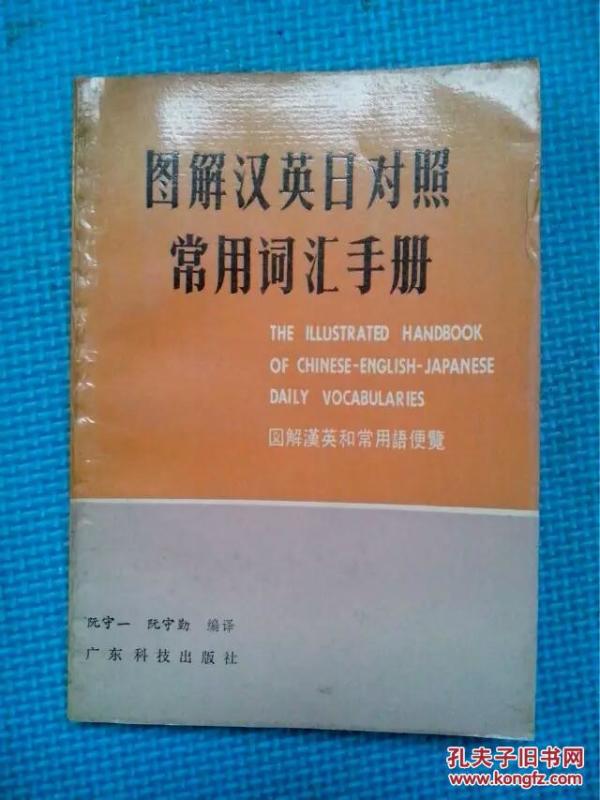 图解汉英日对照
常用词汇手册
THE ILLUSTRATED HANDBOOK
OF CHINESE-ENGLISH-JAPANESE
DAILY VOCABULARIES
図解漢英和常用語便覽
阮守一 阮守勤 编译
广东科技出版社
孔夫子旧书网
www.kongfz.com